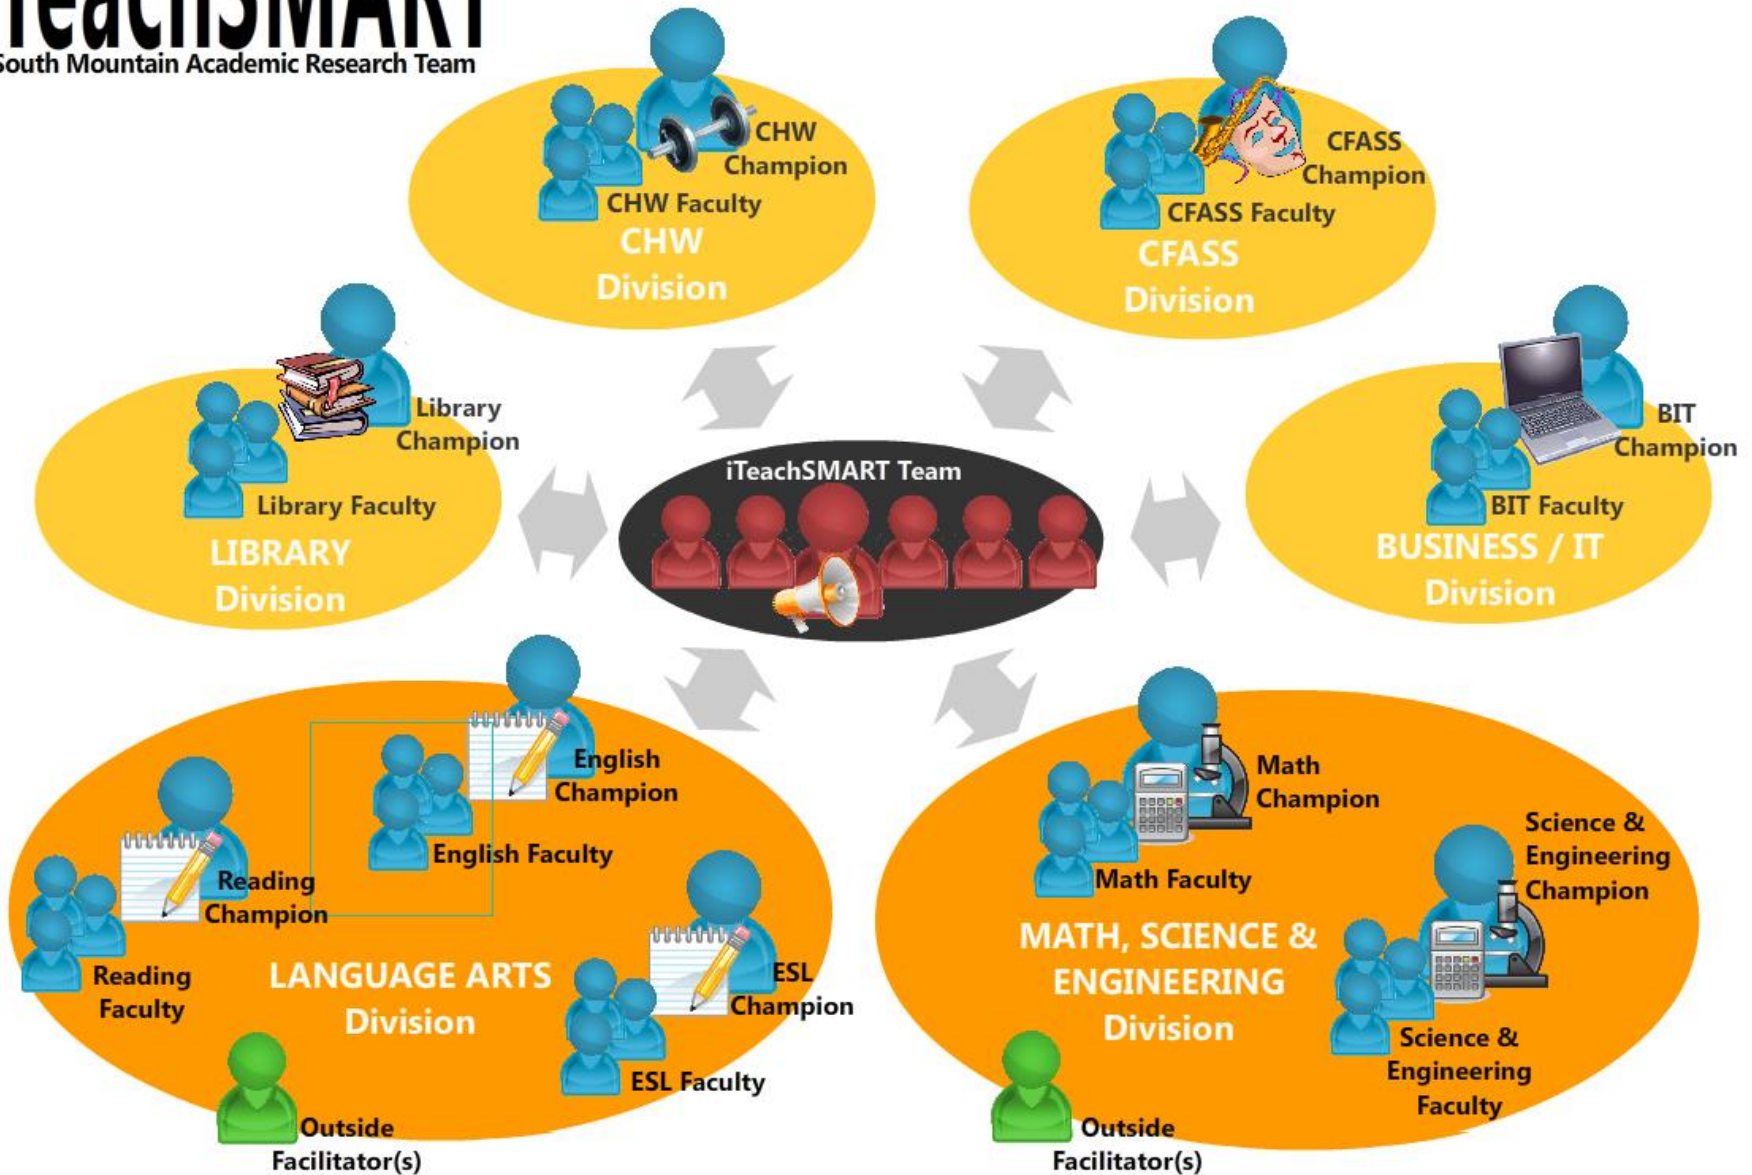 iTeachSMART
South Mountain Academic Research Team
CHW
Champion
CHW Faculty
CHW
Division
CFASS
Champion
CFASS Faculty
CFASS
Division
Library
Champion
Library Faculty
LIBRARY
Division
iTeachSMART Team
BIT
Champion
BIT Faculty
BUSINESS / IT
Division
English
Champion
English Faculty
Reading
Champion
Reading
Faculty
LANGUAGE ARTS
Division
ESL
Champion
ESL Faculty
Outside
Facilitator(s)
Math
Champion
Math Faculty
Science &
Engineering
Champion
MATH, SCIENCE &
ENGINEERING
Division
Science &
Engineering
Faculty
Outside
Facilitator(s)